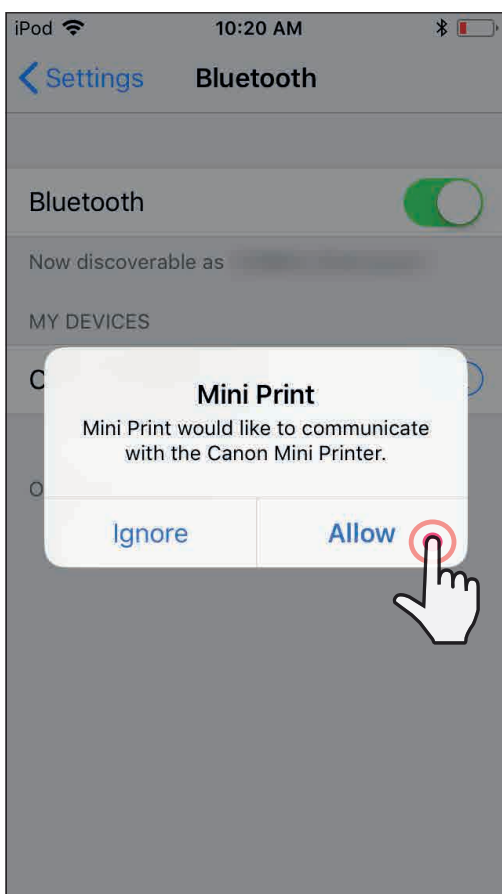 iPod 10:20 AM
Settings Bluetooth
Bluetooth
Now discoverable as
MY DEVICES
C
Mini Print
Mini Print would like to communicate
with the Canon Mini Printer.
O
Ignore Allow